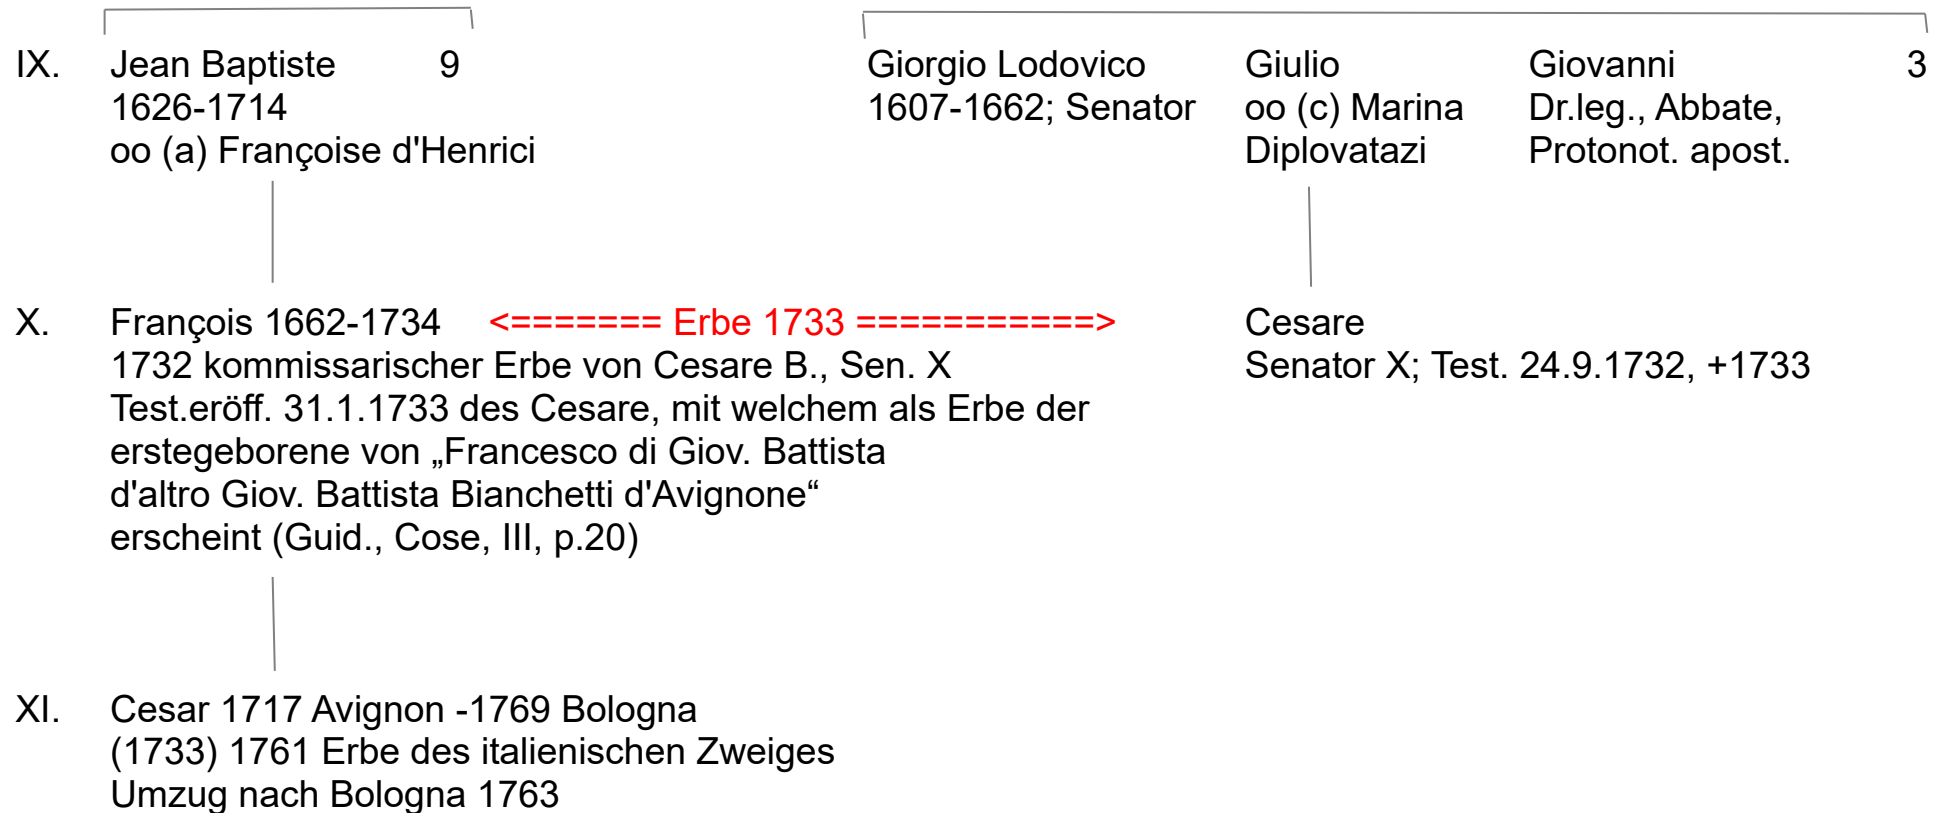 IX. Jean Baptiste 9 Giorgio Lodovico Giulio Giovanni 3
1626-1714 1607-1662; Senator oo (c) Marina Dr.leg., Abbate,
oo (a) Françoise d'Henrici Diplovatazi Protonot. apost.
X. François 1662-1734 <======= Erbe 1733 ===========> Cesare
1732 kommissarischer Erbe von Cesare B., Sen. X Senator X; Test. 24.9.1732, +1733
Test.eröff. 31.1.1733 des Cesare, mit welchem als Erbe der
erstegeborene von „Francesco di Giov. Battista
d'altro Giov. Battista Bianchetti d'Avignone“
erscheint (Guid., Cose, III, p.20)
XI. Cesar 1717 Avignon -1769 Bologna
(1733) 1761 Erbe des italienischen Zweiges
Umzug nach Bologna 1763